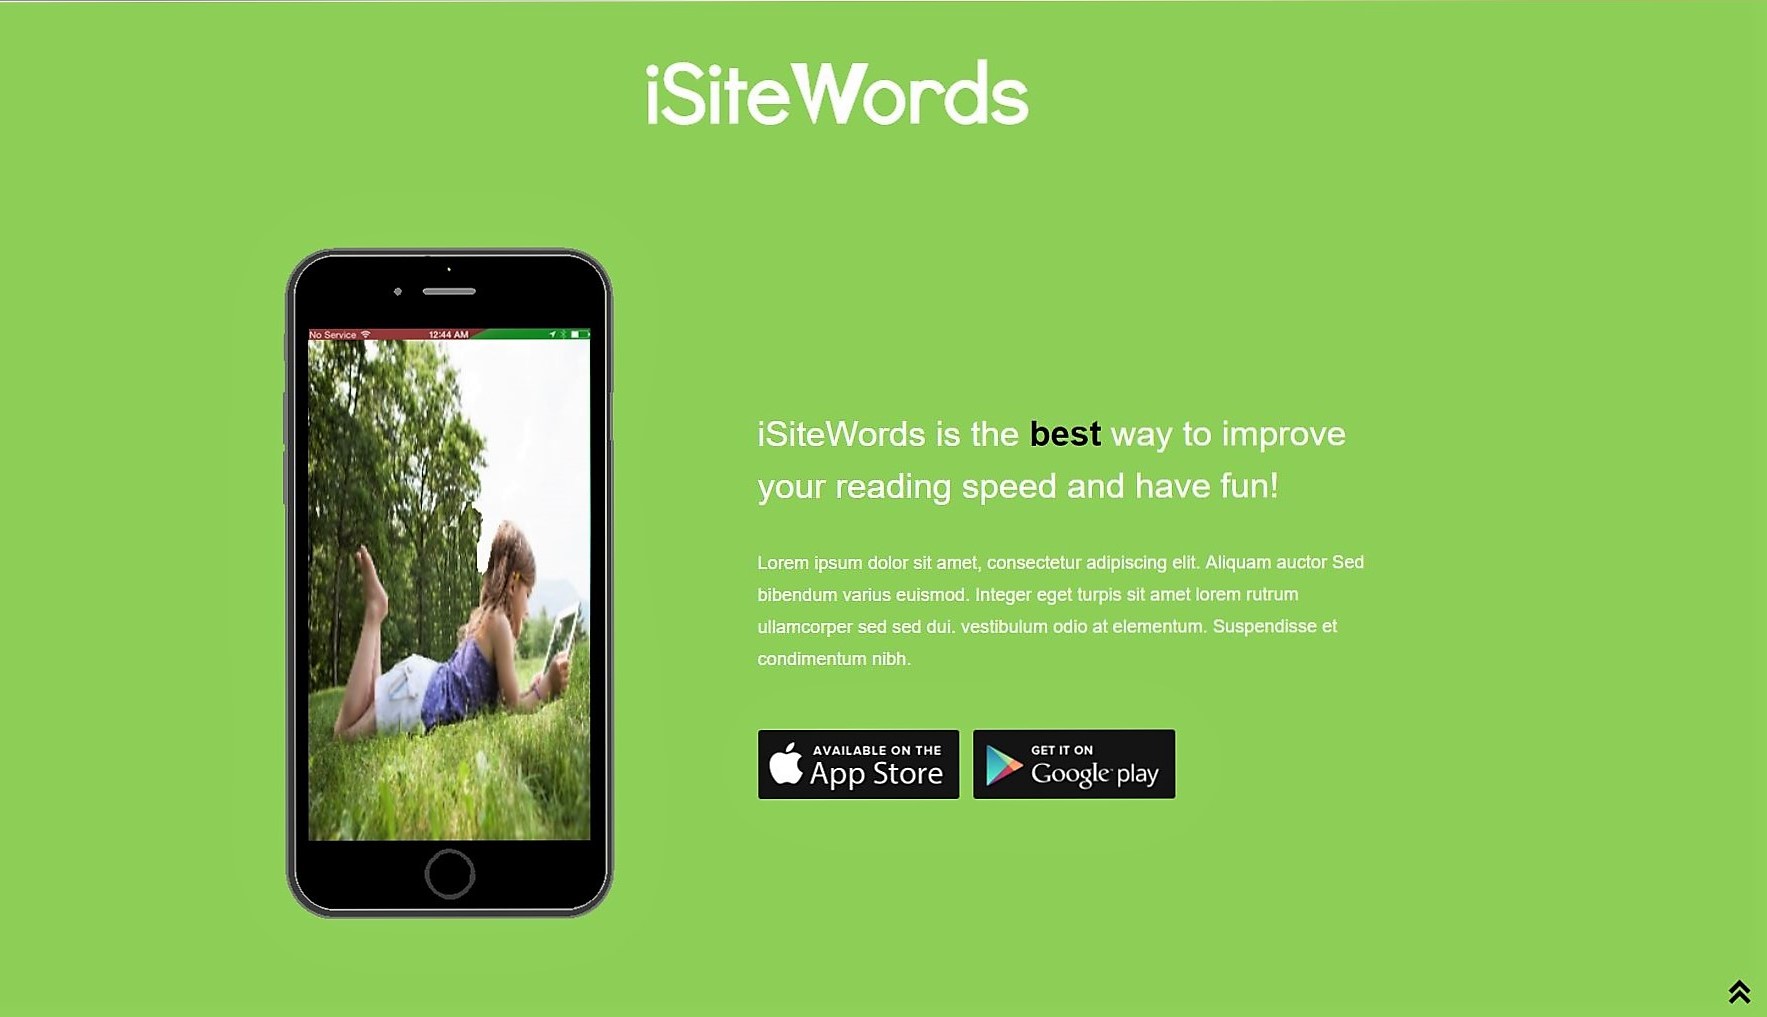 iSiteWords
No Service 12:44 AM
iSiteWords is the best way to improve
your reading speed and have fun!
Lorem ipsum dolor sit amet, consectetur adipiscing elit. Aliquam auctor Sed
bibendum varius euismod. Integer eget turpis sit amet lorem rutrum
ullamcorper sed sed dui. vestibulum odio at elementum. Suspendisse et
condimentum nibh.
AVAILABLE ON THE
App Store
GET IT ON
Google play